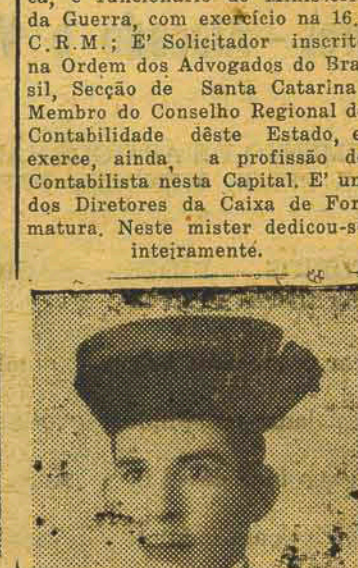 da Guerra, com exercício na 16.
C.R.M.; E' Solicitador inscrit
na Ordem dos Advogados do Bra
sil, Secção de Santa Catarina
Membro do Conselho Regional d
Contabilidade dêste Estado, e
exerce, ainda, a profissão d
Contabilista nesta Capital. E' un
dos Diretores da Caixa de For
matura. Neste mister dedicou-s
inteiramente.